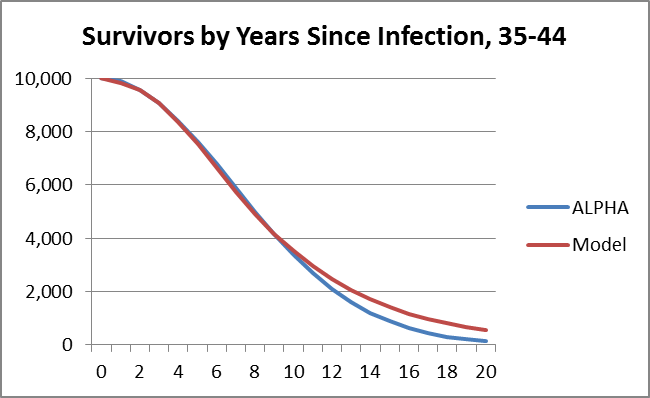 Survivors by Years Since Infection, 35-44
10,000
8,000
6,000
4,000
2,000
0
0 2 4 6 8 10 12 14 16 18 20
ALPHA
Model